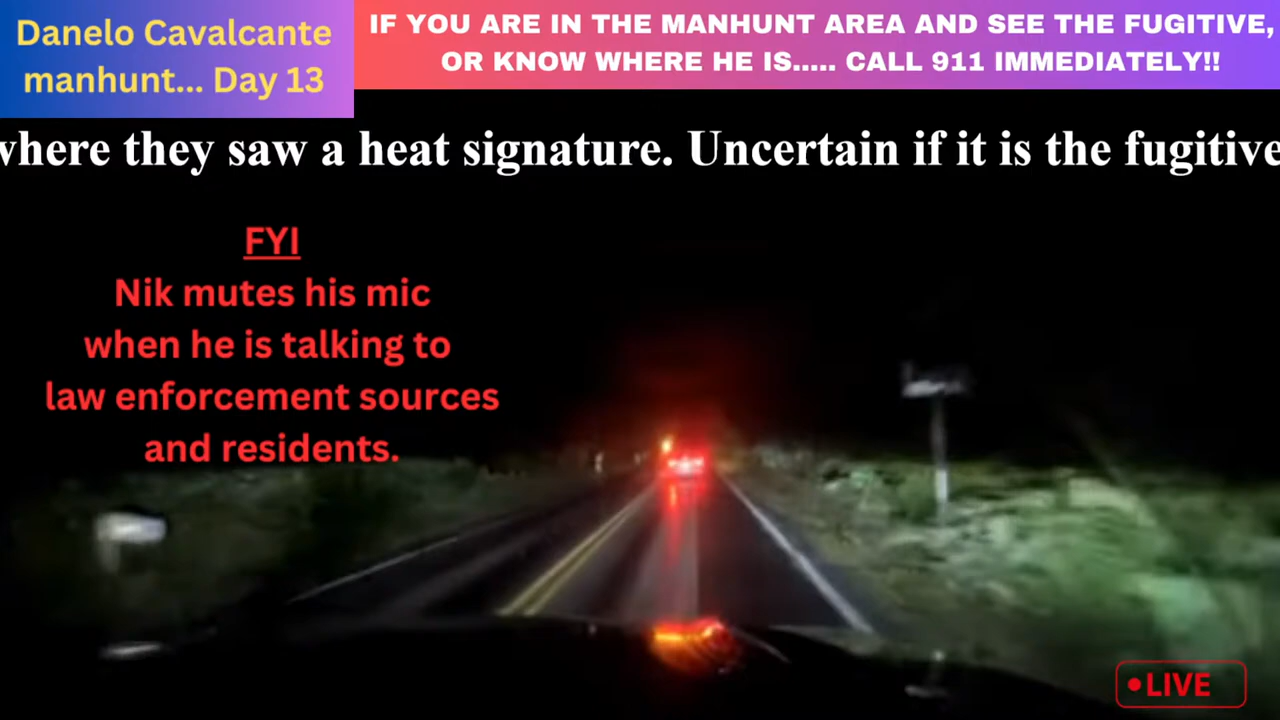 Danelo Cavalcante
manhunt... Day 13
IF YOU ARE IN THE MANHUNT AREA AND SEE THE FUGITIVE,
OR KNOW WHERE HE IS..... CALL 911 IMMEDIATELY!!
where they saw a heat signature. Uncertain if it is the fugitive
FYI
Nik mutes his mic
when he is talking to
law enforcement sources
and residents.
LIVE